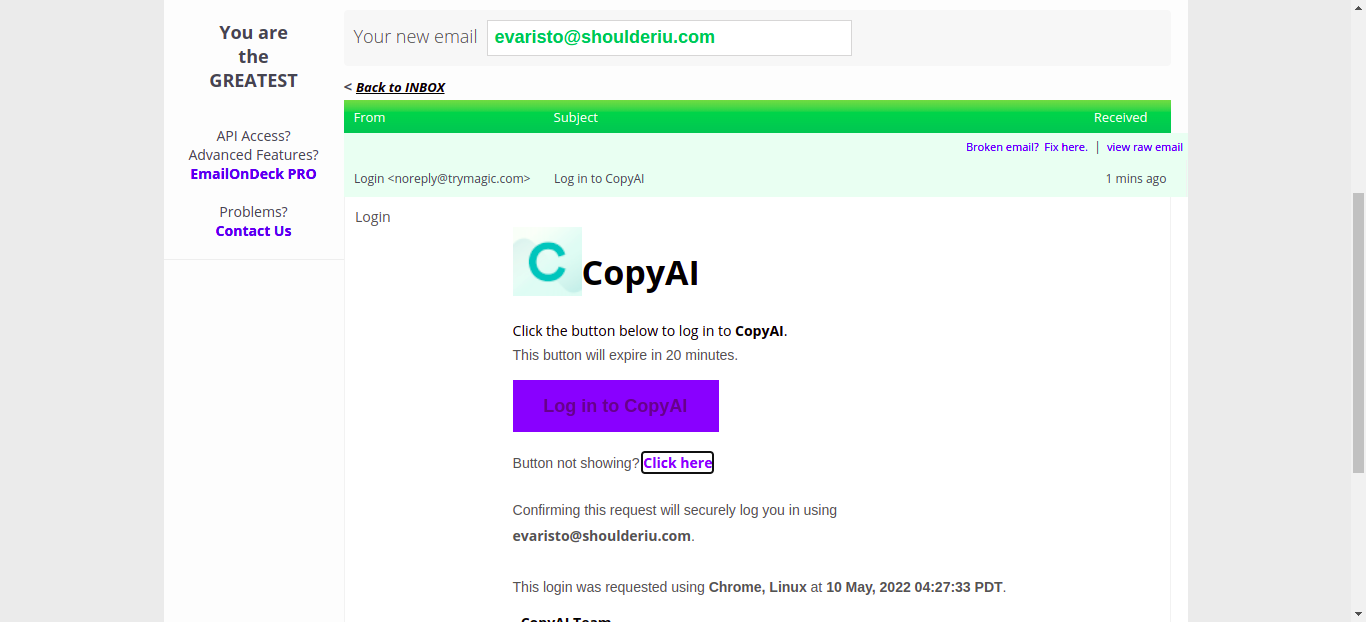 You are
the
GREATEST
API Access?
Advanced Features?
EmailOnDeck PRO
Problems?
Contact Us
Your new email evaristo@shoulderiu.com
< Back to INBOX
From Subject Received
Broken email? Fix here. | view raw email
Login <noreply@trymagic.com> Log in to CopyAI 1 mins ago
Login
CopyAI
Click the button below to log in to CopyAI.
This button will expire in 20 minutes.
Log in to CopyAI
Button not showing? Click here
Confirming this request will securely log you in using
evaristo@shoulderiu.com.
This login was requested using Chrome, Linux at 10 May, 2022 04:27:33 PDT.
CopyAI Team